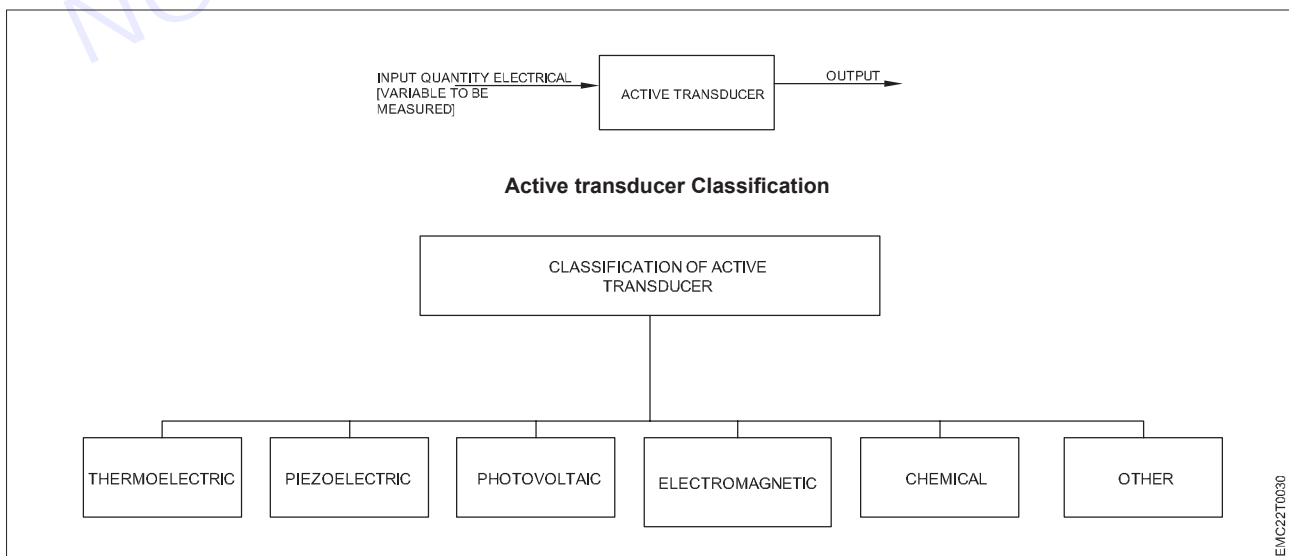 INPUT QUANTITY ELECTRICAL
[VARIABLE TO BE
MEASURED]
ACTIVE TRANSDUCER
OUTPUT
Active transducer Classification
CLASSIFICATION OF ACTIVE
TRANSDUCER
THERMOELECTRIC
PIEZOELECTRIC
PHOTOVOLTAIC
ELECTROMAGNETIC
CHEMICAL
OTHER
EMC22T0030